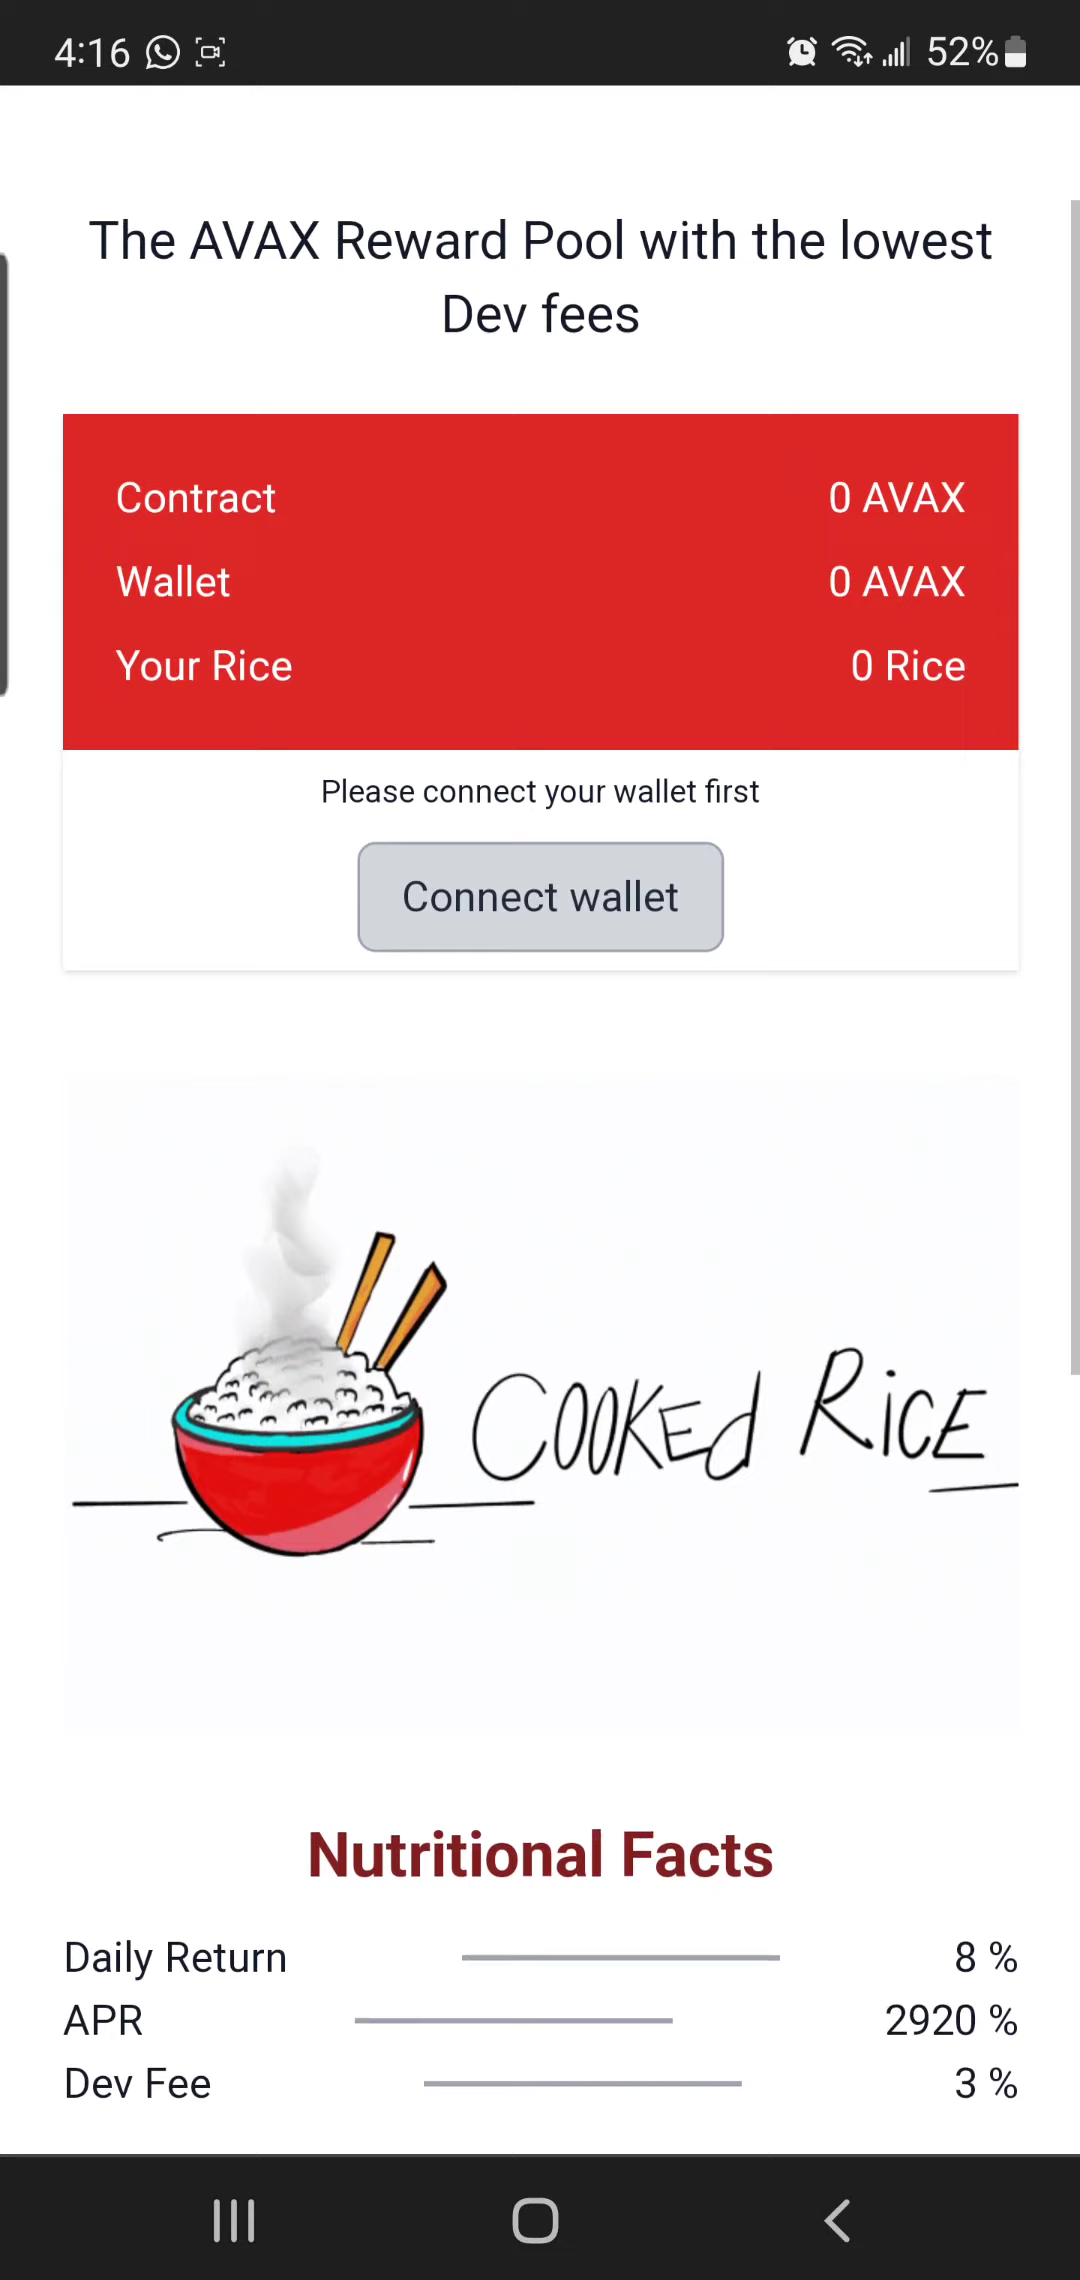 4:16 52%
The AVAX Reward Pool with the lowest
Dev fees
Contract 0 AVAX
Wallet 0 AVAX
Your Rice 0 Rice
Please connect your wallet first
Connect wallet
COOKEd RiCE
Nutritional Facts
Daily Return 8 %
APR 2920 %
Dev Fee 3 %